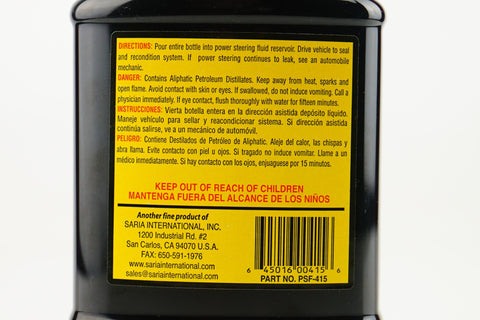 DIRECTIONS: Pour entire bottle into power steering fluid reservoir. Drive vehicle to seal
and recondition system. If power steering continues to leak, see an automobile
mechanic.
DANGER: Contains Aliphatic Petroleum Distillates. Keep away from heat, sparks and
open flame. Avoid contact with skin or eyes. If swallowed, do not induce vomiting. Call a
physician immediately. If eye contact, flush thoroughly with water for fifteen minutes.
INSTRUCCIONES: Vierta botella entera en la dirección asistida depósito líquido.
Maneje vehículo para sellar y reacondicionar sistema. Si dirección asistida
continúa salirse, ve a un mecánico de automóvil.
PELIGRO: Contiene Destilados de Petróleo de Aliphatic. Aleje del calor, las chispas y
abra llama. Evite contacto con piel u ojos. Si tragado no induce vomitar. Llame a un
médico inmediatamente. Si hay contacto con los ojos, enjuaguese por 15 minutos.
KEEP OUT OF REACH OF CHILDREN
MANTENGA FUERA DEL ALCANCE DE LOS NIÑOS
Another fine product of
SARIA INTERNATIONAL, INC.
1200 Industrial Rd. #2
San Carlos, CA 94070 U.S.A.
FAX: 650-591-1976
www.sariainternational.com
sales@sariainternational.com
6 45016 00415 6
PART NO. PSF-415